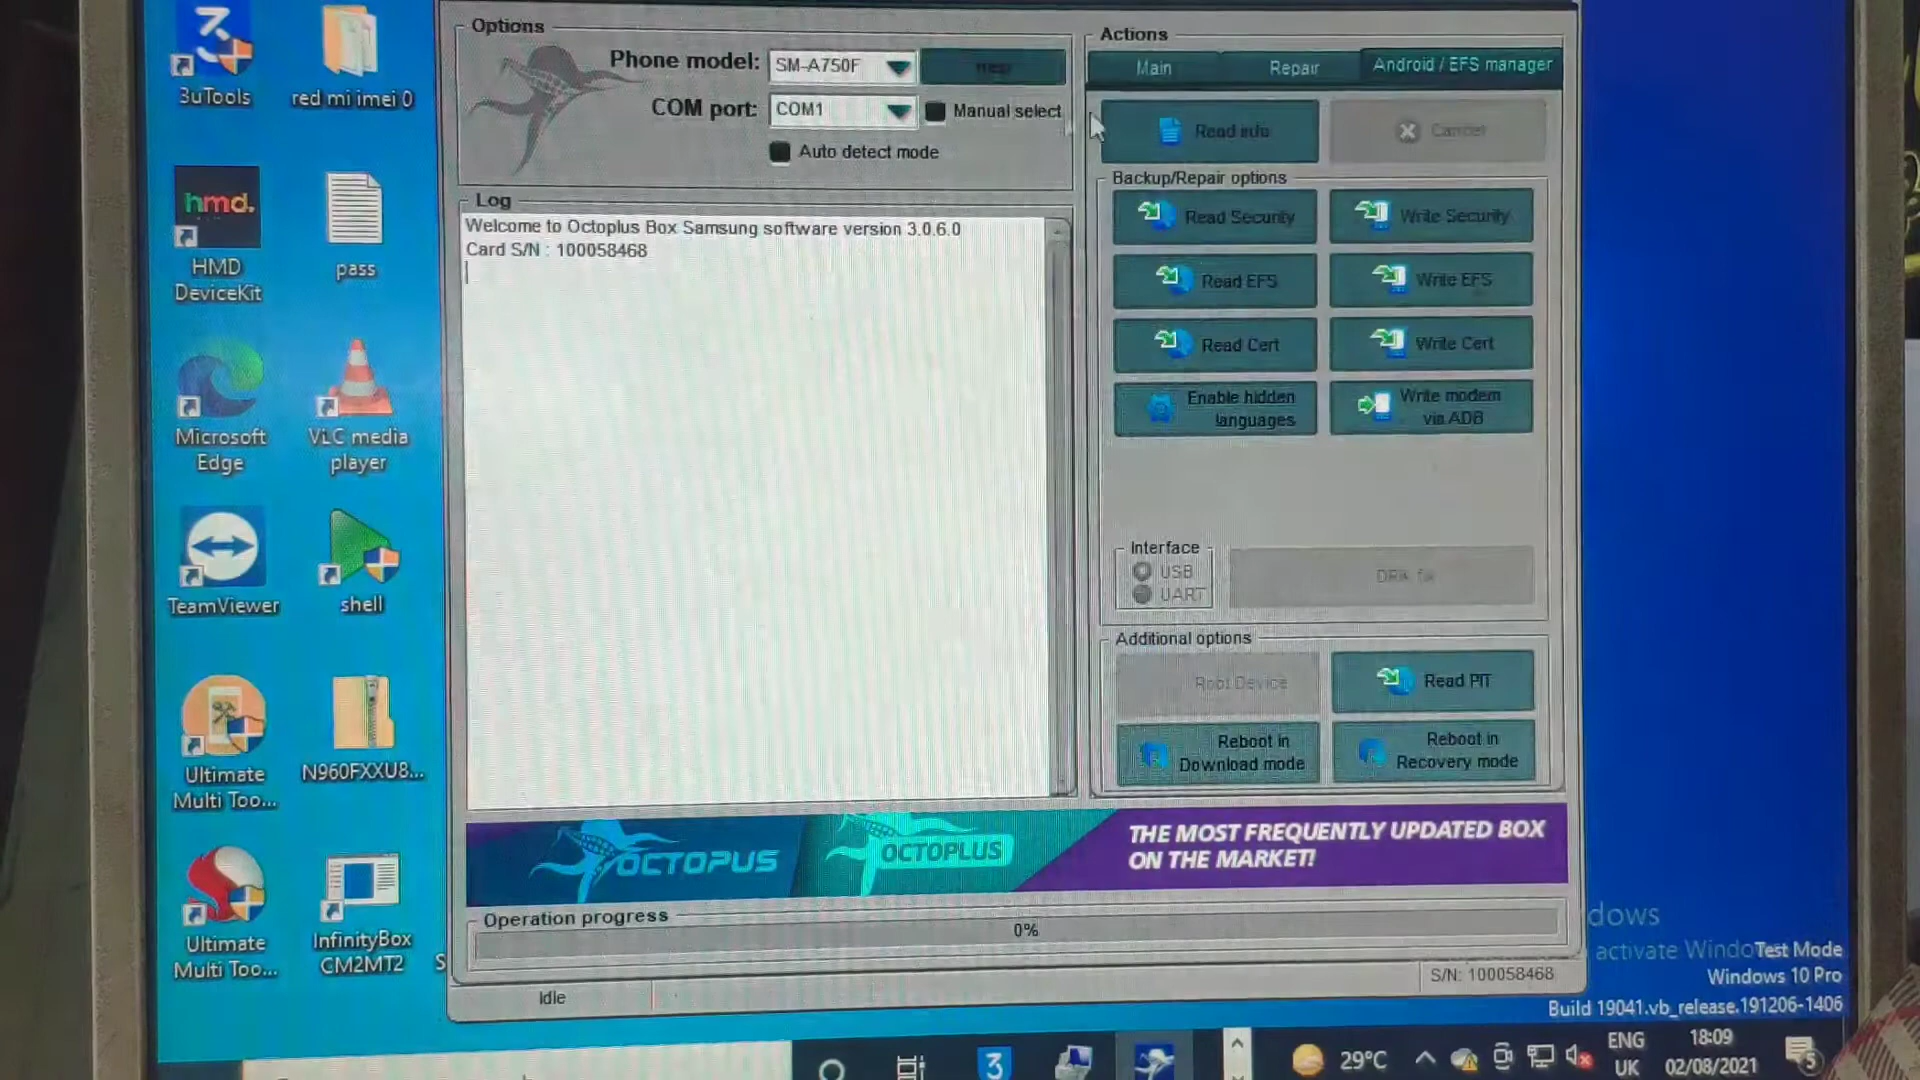 3uTools
red mi imei 0
hmd.
HMD
DeviceKit
pass
Microsoft
Edge
VLC media
player
TeamViewer
shell
Ultimate
Multi Too...
N960FXXU8...
Ultimate
Multi Too...
InfinityBox
CM2MT2
S
Options
Phone model:
SM-A750F
COM port:
COM1
Manual select
Auto detect mode
Log
Welcome to Octoplus Box Samsung software version 3.0.6.0
Card S/N : 100058468
Actions
Main
Repair
Android / EFS manager
Read info
Cancel
Backup/Repair options
Read Security
Write Security
Read EFS
Write EFS
Read Cert
Write Cert
Enable hidden
languages
Write modem
via ADB
Interface
USB
UART
DRK fix
Additional options
Root Device
Read PIT
Reboot in
Download mode
Reboot in
Recovery mode
OCTOPUS
OCTOPLUS
THE MOST FREQUENTLY UPDATED BOX
ON THE MARKET!
Operation progress
0%
Idle
S/N: 100058468
dows
activate Windo
Test Mode
Windows 10 Pro
Build 19041.vb_release.191206-1406
3
29°C
ENG
UK
18:09
02/08/2021
5